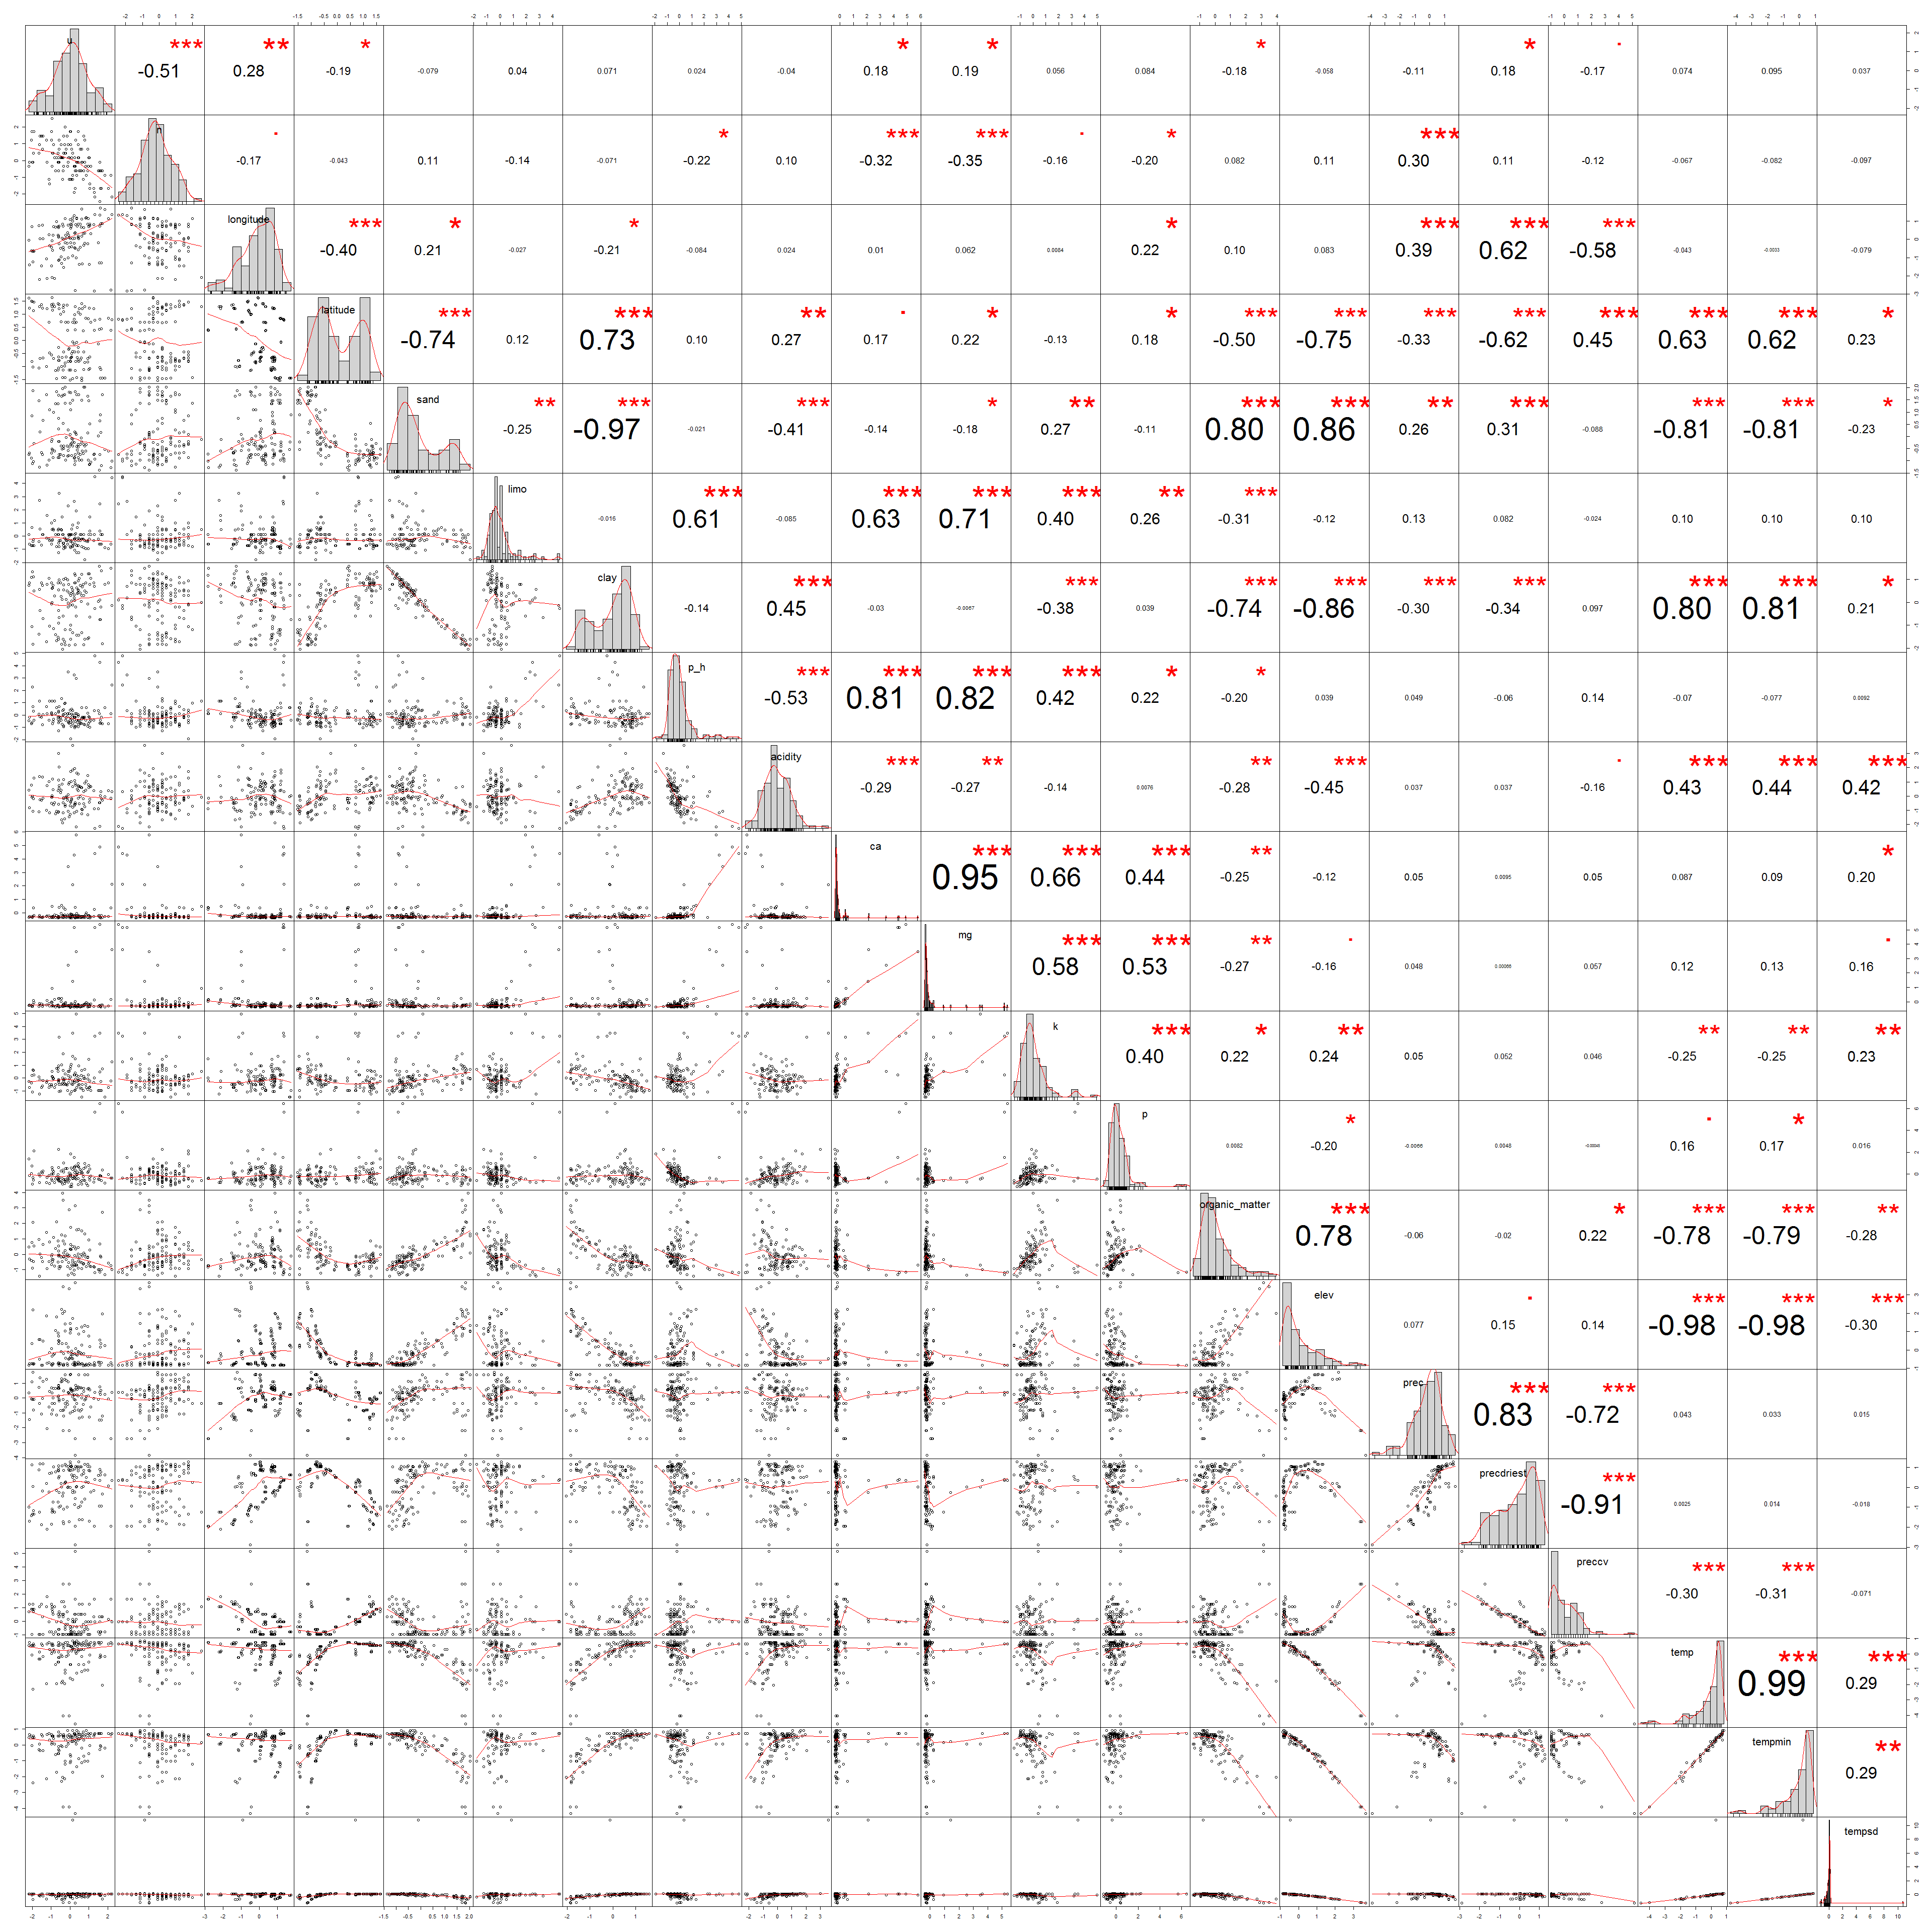 u *** ** * * * * * .
-0.51 0.28 -0.19 -0.079 0.04 0.071 0.024 -0.04 0.18 0.19 0.056 0.084 -0.18 -0.058 -0.11 0.18 -0.17 0.074 0.095 0.037
n . * *** *** . * ***
-0.17 -0.043 0.11 -0.14 -0.071 -0.22 0.10 -0.32 -0.35 -0.16 -0.20 0.082 0.11 0.30 0.11 -0.12 -0.067 -0.082 -0.097
longitude *** * * * *** *** ***
-0.40 0.21 -0.027 -0.21 -0.084 0.024 0.01 0.062 0.0084 0.22 0.10 0.083 0.39 0.62 -0.58 -0.043 -0.079
latitude *** *** ** . * * *** *** *** *** *** *** *** *
-0.74 0.12 0.73 0.10 0.27 0.17 0.22 -0.13 0.18 -0.50 -0.75 -0.33 -0.62 0.45 0.63 0.62 0.23
sand ** *** *** * ** *** *** ** *** *** *** *
-0.25 -0.97 -0.021 -0.41 -0.14 -0.18 0.27 -0.11 0.80 0.86 0.26 0.31 -0.088 -0.81 -0.81 -0.23
limo *** *** *** *** ** ***
-0.016 0.61 -0.085 0.63 0.71 0.40 0.26 -0.31 -0.12 0.13 0.082 -0.024 0.10 0.10 0.10
clay *** *** *** *** *** *** *** *** *
-0.14 0.45 -0.03 -0.0067 -0.38 0.039 -0.74 -0.86 -0.30 -0.34 0.097 0.80 0.81 0.21
p_h *** *** *** *** * *
-0.53 0.81 0.82 0.42 0.22 -0.20 0.039 0.049 -0.06 0.14 -0.07 -0.077 0.0092
acidity *** ** ** *** . *** *** ***
-0.29 -0.27 -0.14 0.0076 -0.28 -0.45 0.037 0.037 -0.16 0.43 0.44 0.42
ca *** *** *** ** *
0.95 0.66 0.44 -0.25 -0.12 0.05 0.0095 0.05 0.087 0.09 0.20
mg *** *** ** . .
0.58 0.53 -0.27 -0.16 0.048 0.057 0.12 0.13 0.16
k *** * ** ** ** **
0.40 0.22 0.24 0.05 0.052 0.046 -0.25 -0.25 0.23
p * . *
0.0082 -0.20 -0.0066 0.0048 0.16 0.17 0.016
organic_matter *** * *** *** **
0.78 -0.06 -0.02 0.22 -0.78 -0.79 -0.28
elev . *** *** ***
0.077 0.15 0.14 -0.98 -0.98 -0.30
prec *** ***
0.83 -0.72 0.043 0.033 0.015
precdriest ***
-0.91 0.0025 0.014 -0.018
preccv *** ***
-0.30 -0.31 -0.071
temp *** ***
0.99 0.29
tempmin **
0.29
tempsd